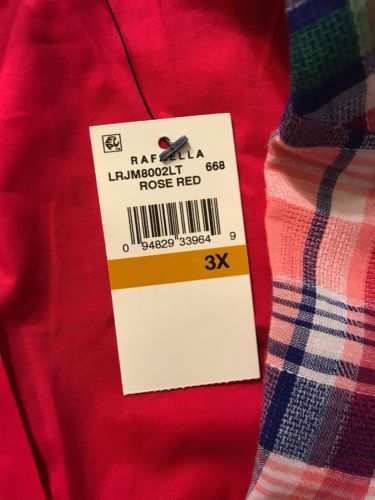 RAFAELLA
LRJM8002LT 668
ROSE RED
0 94829 33964 9
3X